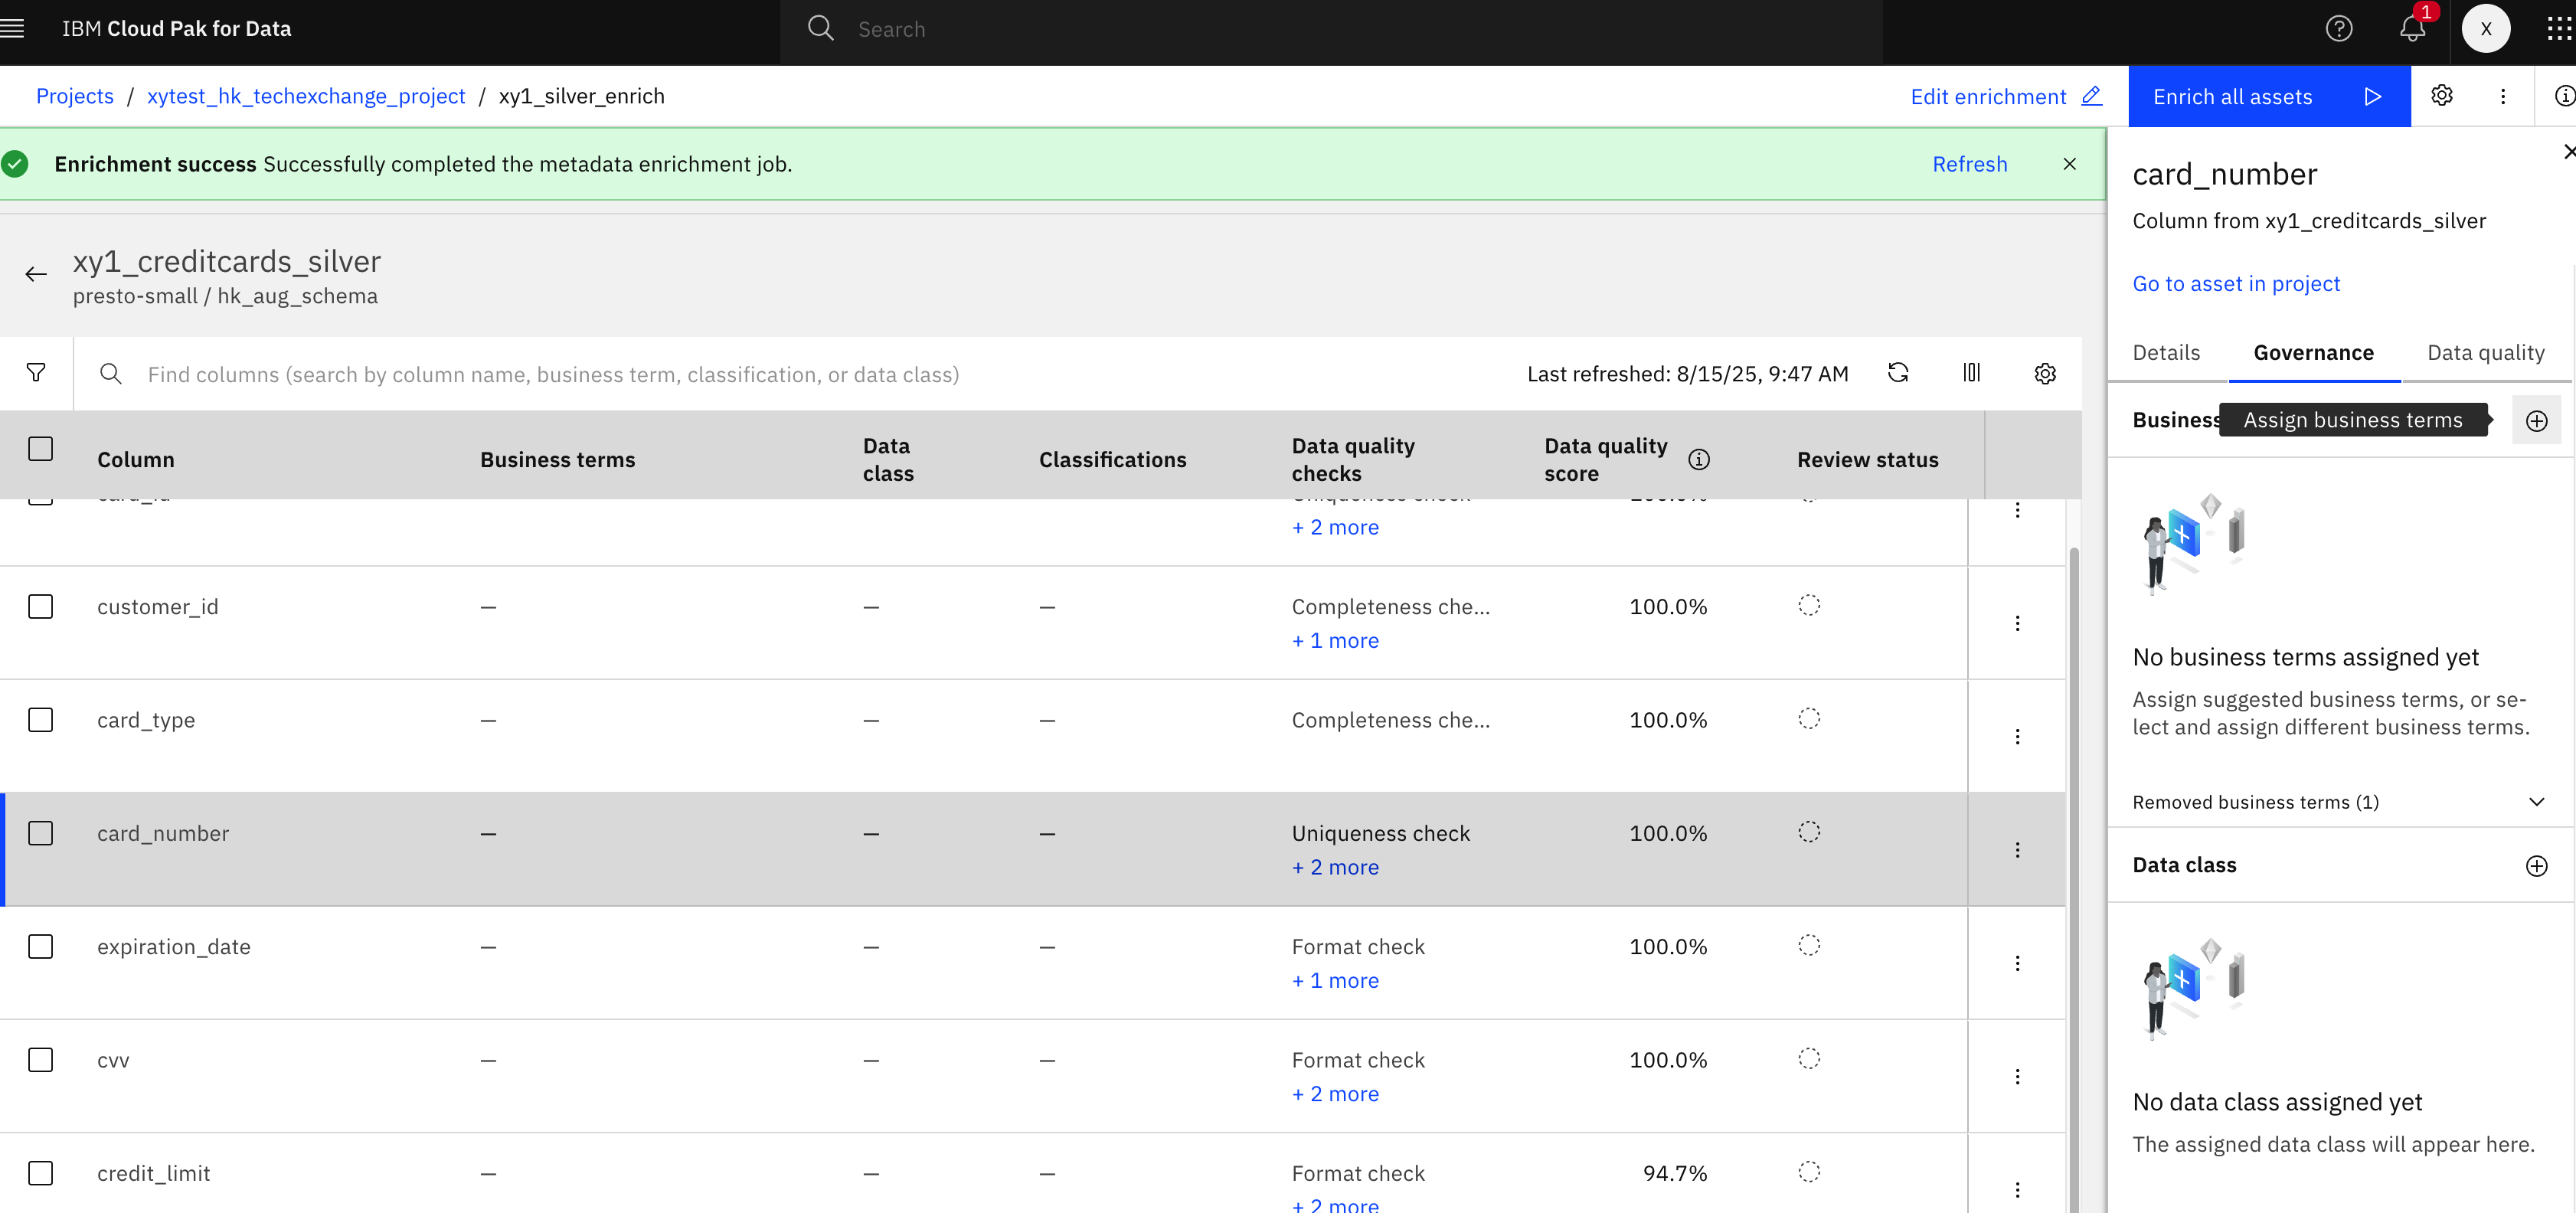 IBM Cloud Pak for Data
Search
1
X
Projects / xytest_hk_techexchange_project / xy1_silver_enrich
Edit enrichment
Enrich all assets
Enrichment success Successfully completed the metadata enrichment job.
Refresh
xy1_creditcards_silver
presto-small / hk_aug_schema
Find columns (search by column name, business term, classification, or data class)
Last refreshed: 8/15/25, 9:47 AM
Column Business terms Data class Classifications Data quality checks Data quality score Review status
+ 2 more
customer_id — — — Completeness che... 100.0%
+ 1 more
card_type — — — Completeness che... 100.0%
card_number — — — Uniqueness check 100.0%
+ 2 more
expiration_date — — — Format check 100.0%
+ 1 more
cvv — — — Format check 100.0%
+ 2 more
credit_limit — — — Format check 94.7%
+ 2 more
card_number
Column from xy1_creditcards_silver
Go to asset in project
Details Governance Data quality
Business
Assign business terms
No business terms assigned yet
Assign suggested business terms, or se-
lect and assign different business terms.
Removed business terms (1)
Data class
No data class assigned yet
The assigned data class will appear here.